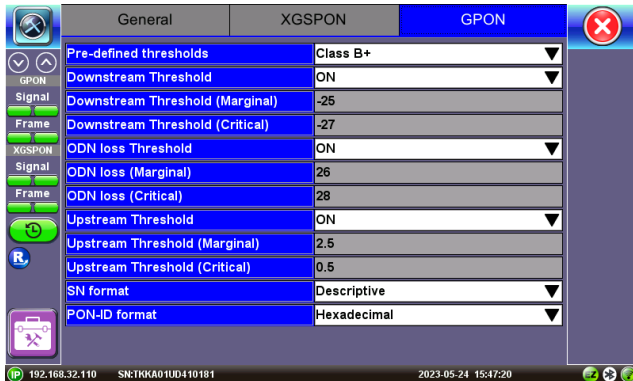 General XGSPON GPON
Pre-defined thresholds Class B+
GPON
Downstream Threshold ON
Signal
Downstream Threshold (Marginal) -25
Frame
Downstream Threshold (Critical) -27
XGSPON
ODN loss Threshold ON
Signal
ODN loss (Marginal) 26
Frame
ODN loss (Critical) 28
Upstream Threshold ON
Upstream Threshold (Marginal) 2.5
R
Upstream Threshold (Critical) 0.5
SN format Descriptive
PON-ID format Hexadecimal
IP 192.168.32.110 SN:TKKA01UD410181 2023-05-24 15:47:20 EZ